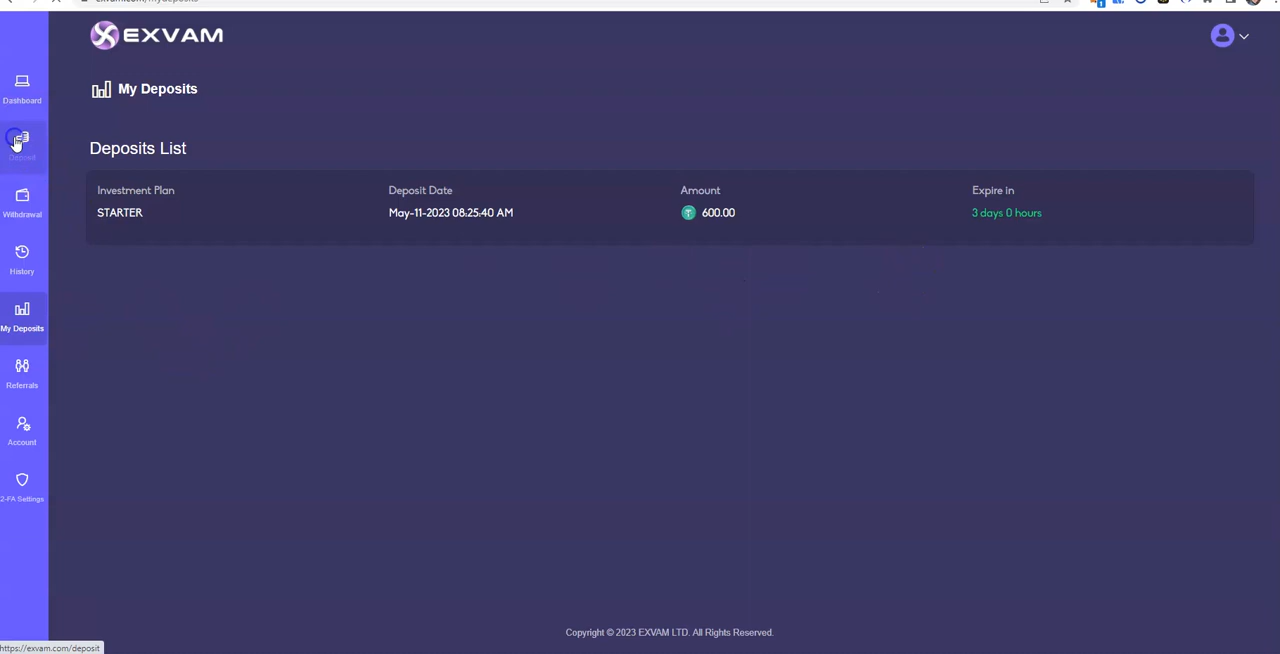 EXVAM
My Deposits
Dashboard
Deposit
Withdrawal
History
My Deposits
Referrals
Account
2-FA Settings
Deposits List
Investment Plan Deposit Date Amount Expire in
STARTER May-11-2023 08:25:40 AM 600.00 3 days 0 hours
Copyright © 2023 EXVAM LTD. All Rights Reserved.
https://exvam.com/deposit